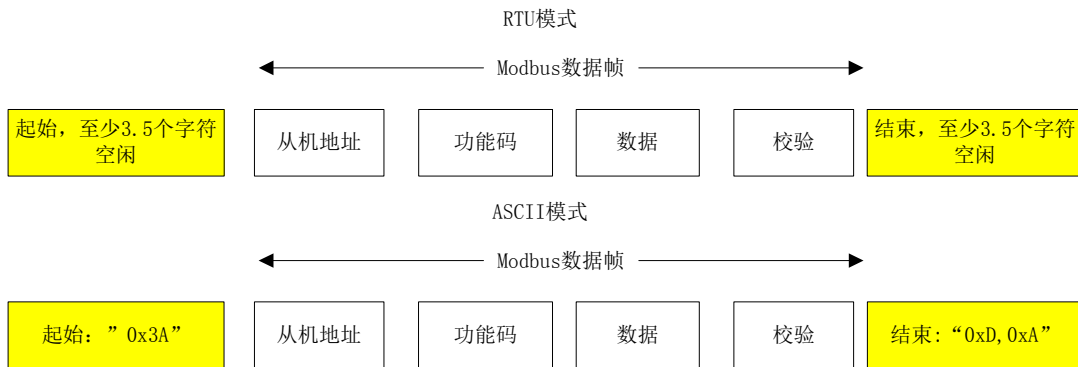 RTU模式
Modbus数据帧
起始，至少3.5个字符
空闲
从机地址
功能码
数据
校验
结束，至少3.5个字符
空闲
ASCII模式
Modbus数据帧
起始：”0x3A”
从机地址
功能码
数据
校验
结束:“0xD,0xA”